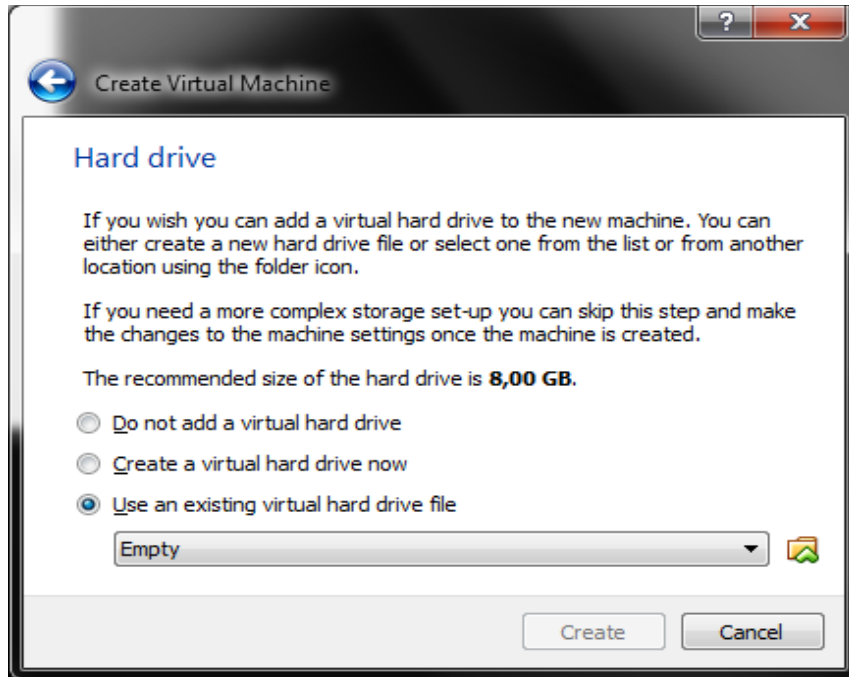 ?
Create Virtual Machine
Hard drive
If you wish you can add a virtual hard drive to the new machine. You can
either create a new hard drive file or select one from the list or from another
location using the folder icon.
If you need a more complex storage set-up you can skip this step and make
the changes to the machine settings once the machine is created.
The recommended size of the hard drive is 8,00 GB.
Do not add a virtual hard drive
Create a virtual hard drive now
Use an existing virtual hard drive file
Empty
Create Cancel